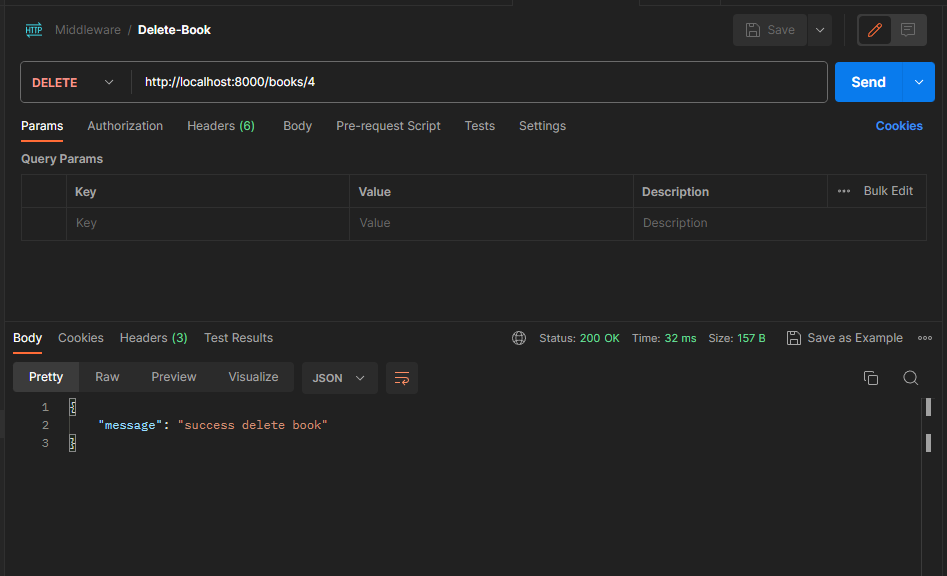 HTTP Middleware / Delete-Book Save
DELETE http://localhost:8000/books/4 Send
Params Authorization Headers (6) Body Pre-request Script Tests Settings Cookies
Query Params
Key Value Description ••• Bulk Edit
Key Value Description
Body Cookies Headers (3) Test Results Status: 200 OK Time: 32 ms Size: 157 B Save as Example
Pretty Raw Preview Visualize JSON
1 {
2 "message": "success delete book"
3 }